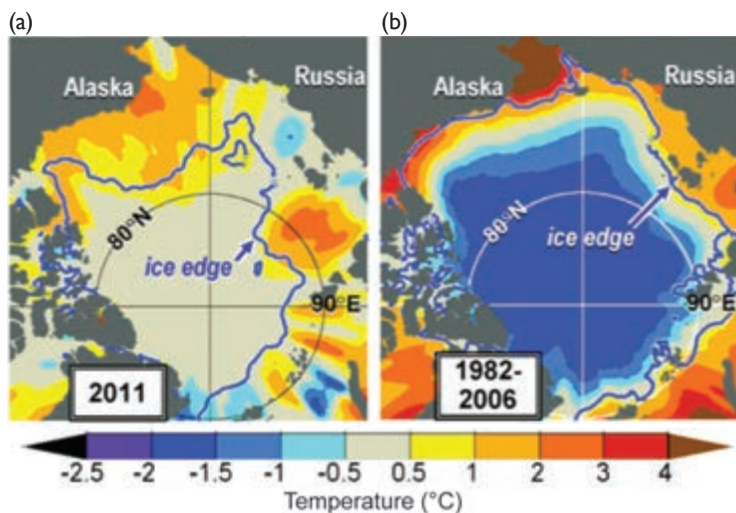 (a)
(b)
Alaska
Russia
80°N
ice edge
90°E
2011
Alaska
Russia
80°N
ice edge
90°E
1982-
2006
-2.5 -2 -1.5 -1 -0.5 0.5 1 2 3 4
Temperature (°C)